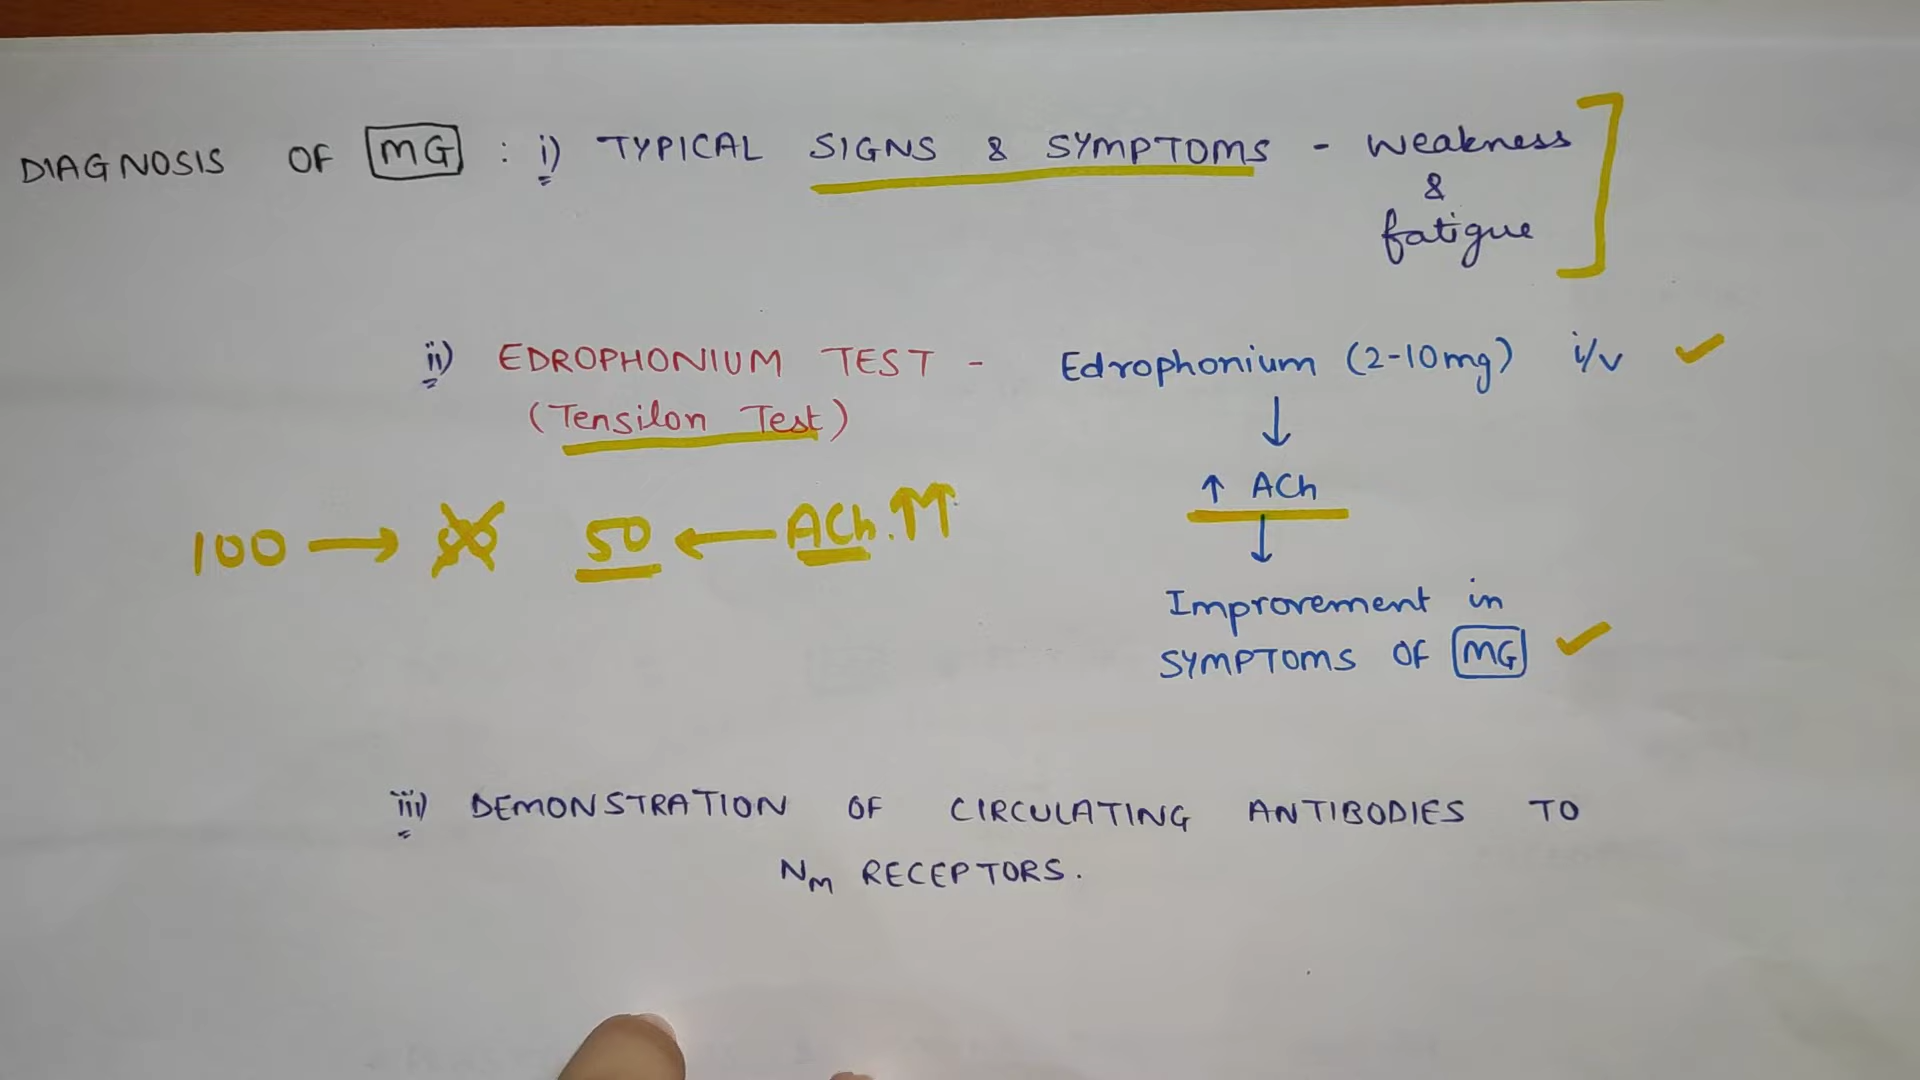 DIAGNOSIS OF MG : i) TYPICAL SIGNS & SYMPTOMS - weakness
&
fatigue
ii) EDROPHONIUM TEST - Edrophonium (2-10mg) i/v ✓
(Tensilon Test)
↓
↑ ACh
100 → 50 ← ACh. ↑↑
↓
Improvement in
SYMPTOMS OF MG ✓
iii) DEMONSTRATION OF CIRCULATING ANTIBODIES TO
NM RECEPTORS.